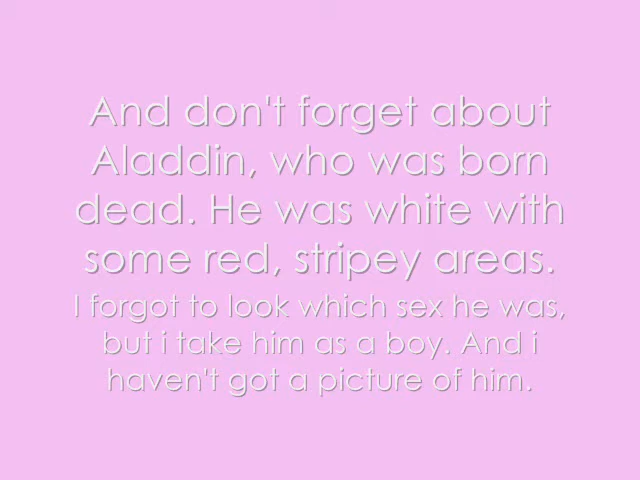 And don't forget about
Aladdin, who was born
dead. He was white with
some red, stripey areas.
I forgot to look which sex he was,
but i take him as a boy. And i
haven't got a picture of him.